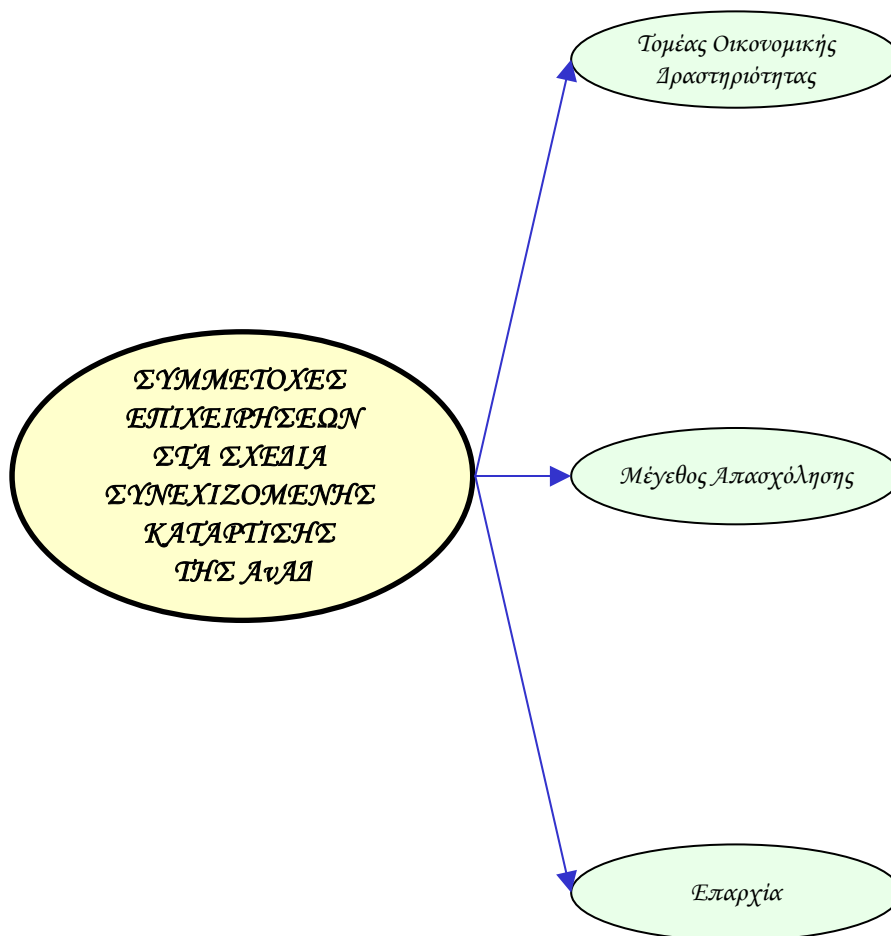 Τομέας Οικονομικής
Δραστηριότητας
ΣΥΜΜΕΤΟΧΕΣ
ΕΠΙΧΕΙΡΗΣΕΩΝ
ΣΤΑ ΣΧΕΔΙΑ
ΣΥΝΕΧΙΖΟΜΕΝΗΣ
ΚΑΤΑΡΤΙΣΗΣ
ΤΗΣ ΑνΑΔ
Μέγεθος Απασχόλησης
Επαρχία